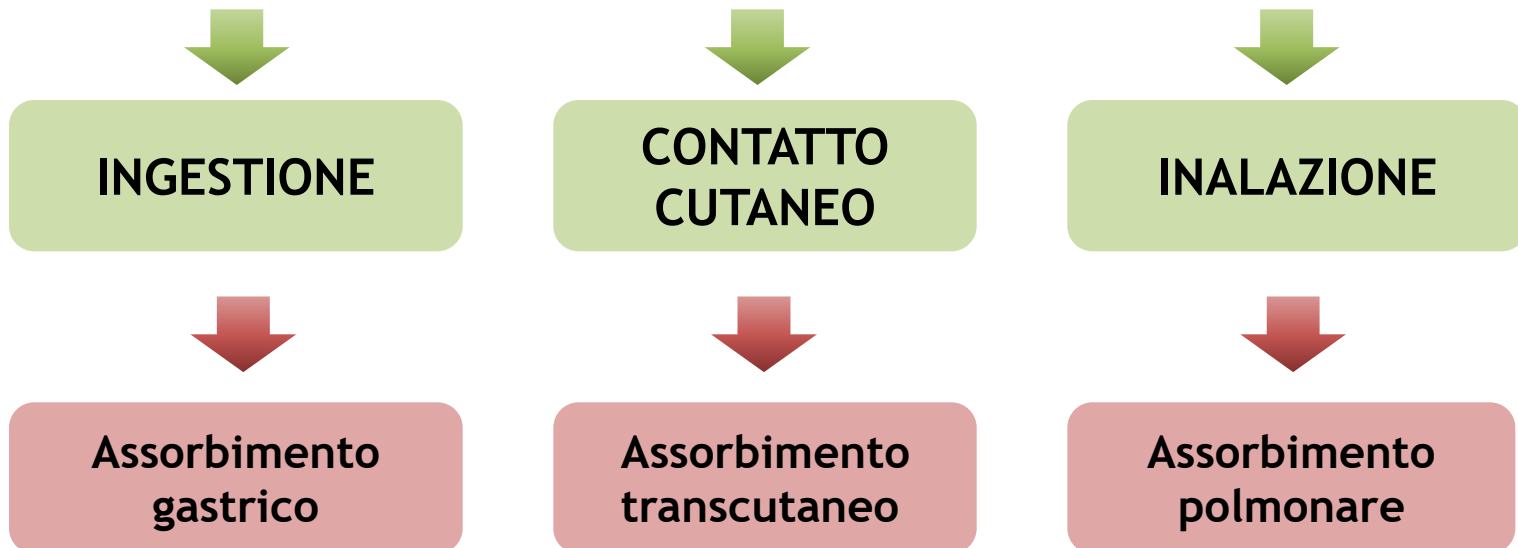 INGESTIONE
CONTATTO
CUTANEO
INALAZIONE
Assorbimento
gastrico
Assorbimento
transcutaneo
Assorbimento
polmonare